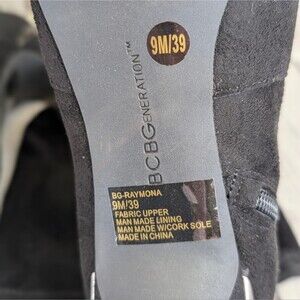 9M/39
BCBGENERATION™
BG-RAYMONA
9M/39
FABRIC UPPER
MAN MADE LINING
MAN MADE W/CORK SOLE
MADE IN CHINA